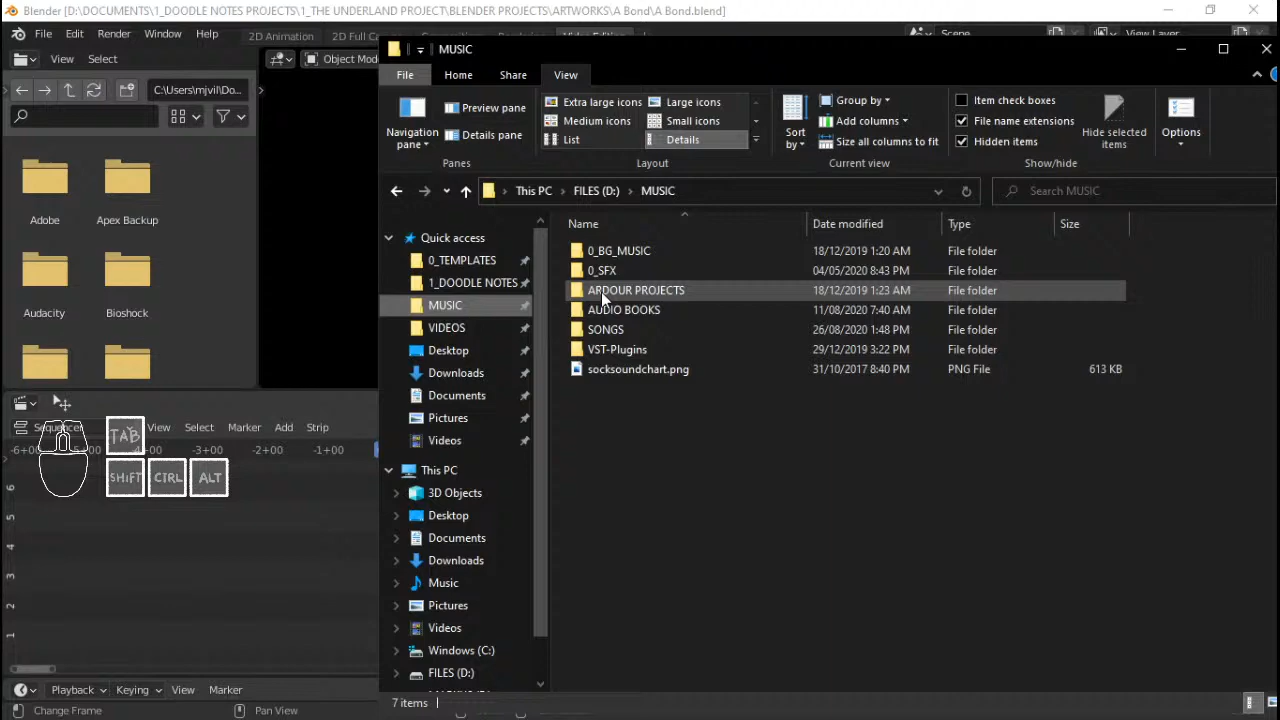 Blender [D:\DOCUMENTS\1_DOODLE NOTES PROJECTS\1_THE UNDERLAND PROJECT\BLENDER PROJECTS\ARTWORKS\A Bond\A Bond.blend]
File Edit Render Window Help 2D Animation
Scene View Layer
View Select Object Mod
C:\Users\mjvil\Do...
Adobe Apex Backup
Audacity Bioshock
MUSIC
File Home Share View
Navigation pane
Preview pane
Details pane
Panes
Extra large icons Large icons
Medium icons Small icons
List Details
Layout
Sort by
Group by
Add columns
Size all columns to fit
Current view
Item check boxes
File name extensions
Hidden items
Hide selected items
Show/hide
Options
This PC FILES (D:) MUSIC
Search MUSIC
Quick access
0_TEMPLATES
1_DOODLE NOTES
MUSIC
VIDEOS
Desktop
Downloads
Documents
Pictures
Videos
This PC
3D Objects
Desktop
Documents
Downloads
Music
Pictures
Videos
Windows (C:)
FILES (D:)
Name Date modified Type Size
0_BG_MUSIC 18/12/2019 1:20 AM File folder
0_SFX 04/05/2020 8:43 PM File folder
ARDOUR PROJECTS 18/12/2019 1:23 AM File folder
AUDIO BOOKS 11/08/2020 7:40 AM File folder
SONGS 26/08/2020 1:48 PM File folder
VST-Plugins 29/12/2019 3:22 PM File folder
socksoundchart.png 31/10/2017 8:40 PM PNG File 613 KB
7 items
Sequencer View Select Marker Add Strip
-6+00 -3+00 -2+00 -1+00
TAB
SHIFT CTRL ALT
6
5
4
3
2
1
Playback Keying View Marker
Change Frame Pan View